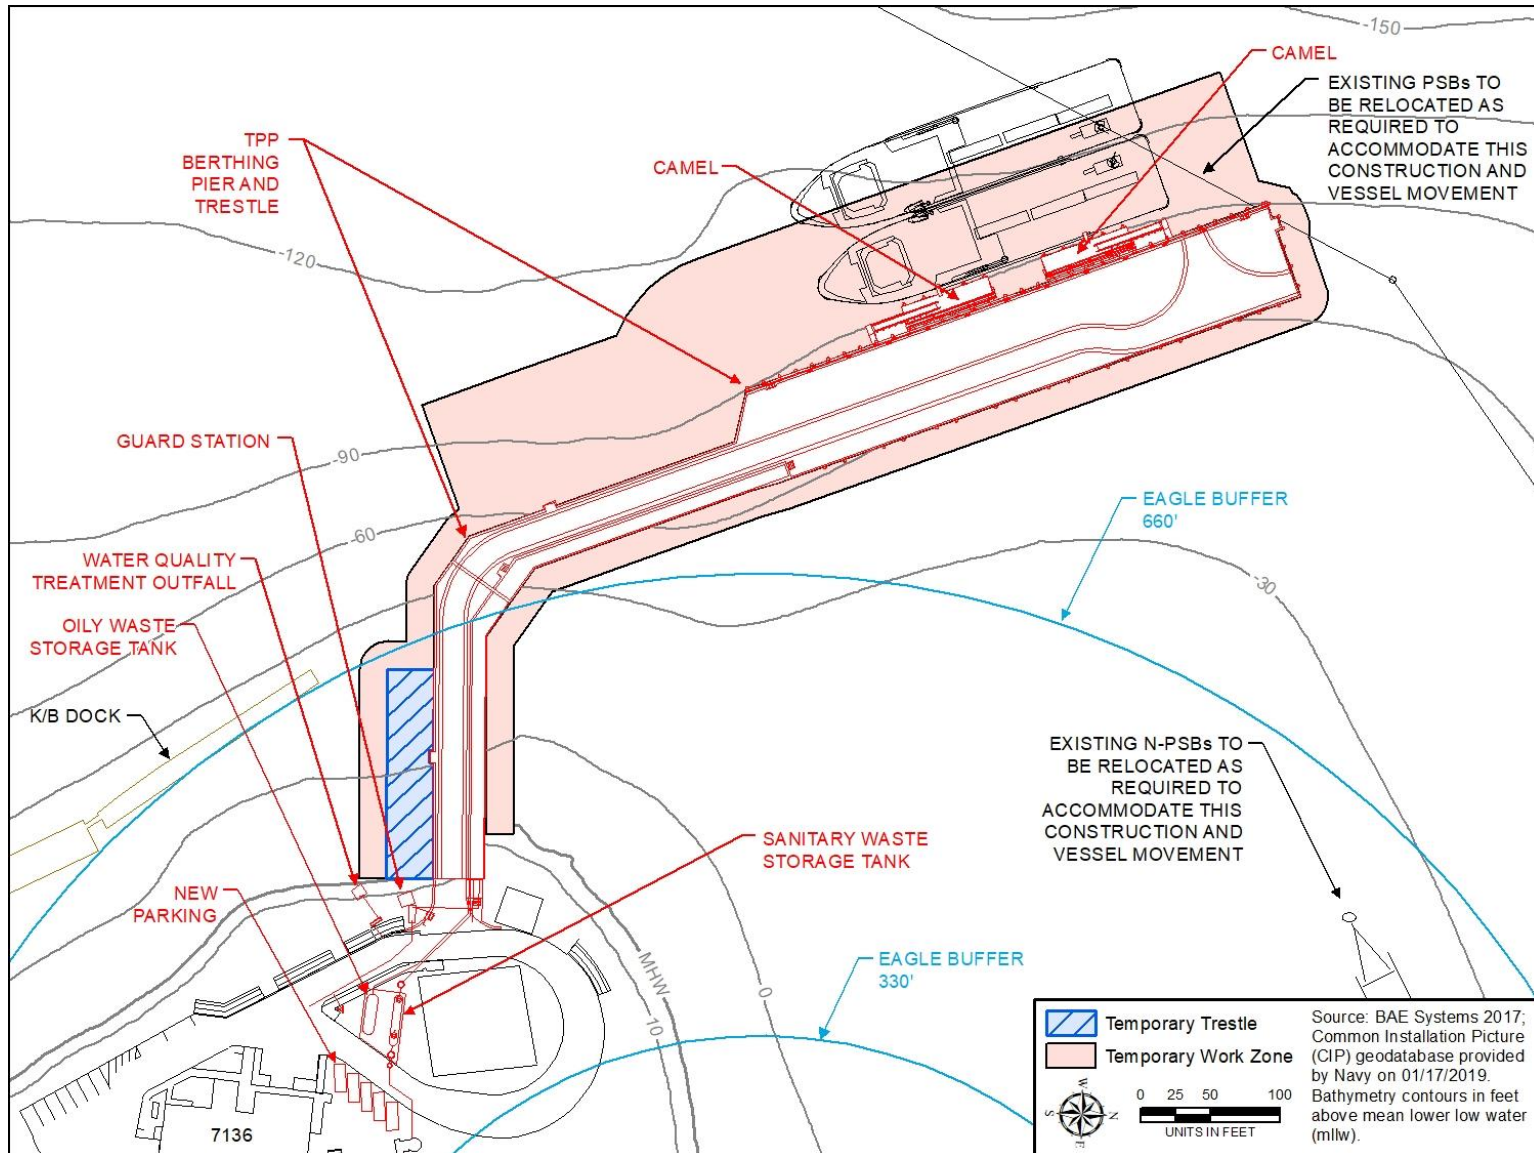 -150
CAMEL
EXISTING PSBs TO
BE RELOCATED AS
REQUIRED TO
ACCOMMODATE THIS
CONSTRUCTION AND
VESSEL MOVEMENT
TPP
BERTHING
PIER AND
TRESTLE
CAMEL
-120
GUARD STATION
-90
EAGLE BUFFER
660'
-60
WATER QUALITY
TREATMENT OUTFALL
-30
OILY WASTE
STORAGE TANK
K/B DOCK
EXISTING N-PSBs TO
BE RELOCATED AS
REQUIRED TO
ACCOMMODATE THIS
CONSTRUCTION AND
VESSEL MOVEMENT
SANITARY WASTE
STORAGE TANK
NEW
PARKING
EAGLE BUFFER
330'
MHW
0
10
7136
Temporary Trestle
Temporary Work Zone
W
N
S
E
0 25 50 100
UNITS IN FEET
Source: BAE Systems 2017;
Common Installation Picture
(CIP) geodatabase provided
by Navy on 01/17/2019.
Bathymetry contours in feet
above mean lower low water
(mllw).